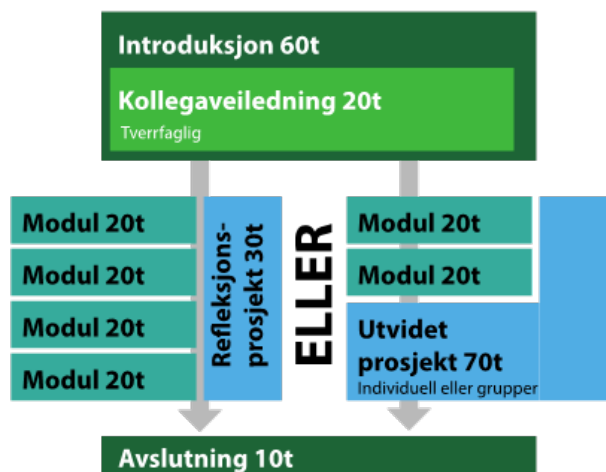 Introduksjon 60t
Kollegaveiledning 20t
Tverrfaglig
Modul 20t
Modul 20t
Modul 20t
Modul 20t
Refleksjons-
prosjekt 30t
ELLER
Modul 20t
Modul 20t
Utvidet
prosjekt 70t
Individuell eller grupper
Avslutning 10t